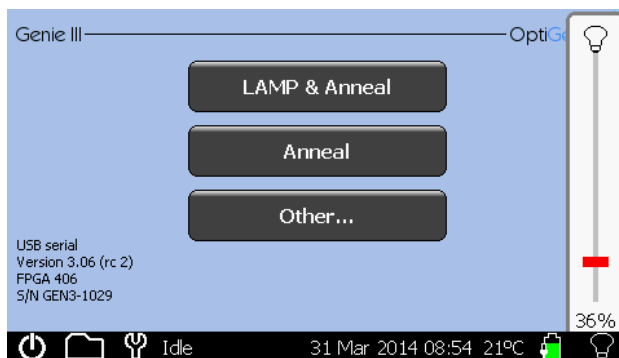 Genie III OptiGe
LAMP & Anneal
Anneal
Other...
USB serial
Version 3.06 (rc 2)
FPGA 406
S/N GEN3-1029
36%
Idle 31 Mar 2014 08:54 21ºC